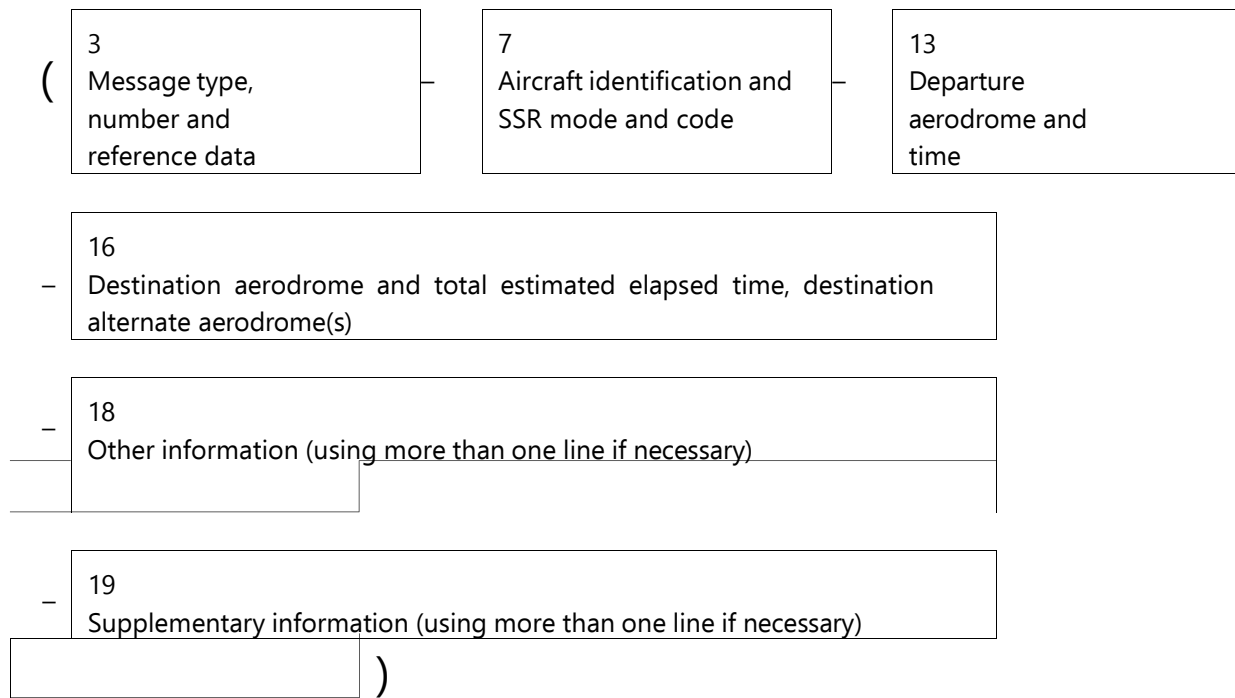 (
3
Message type,
number and
reference data
–
7
Aircraft identification and
SSR mode and code
–
13
Departure
aerodrome and
time
–
16
Destination aerodrome and total estimated elapsed time, destination
alternate aerodrome(s)
–
18
Other information (using more than one line if necessary)
–
19
Supplementary information (using more than one line if necessary)
)